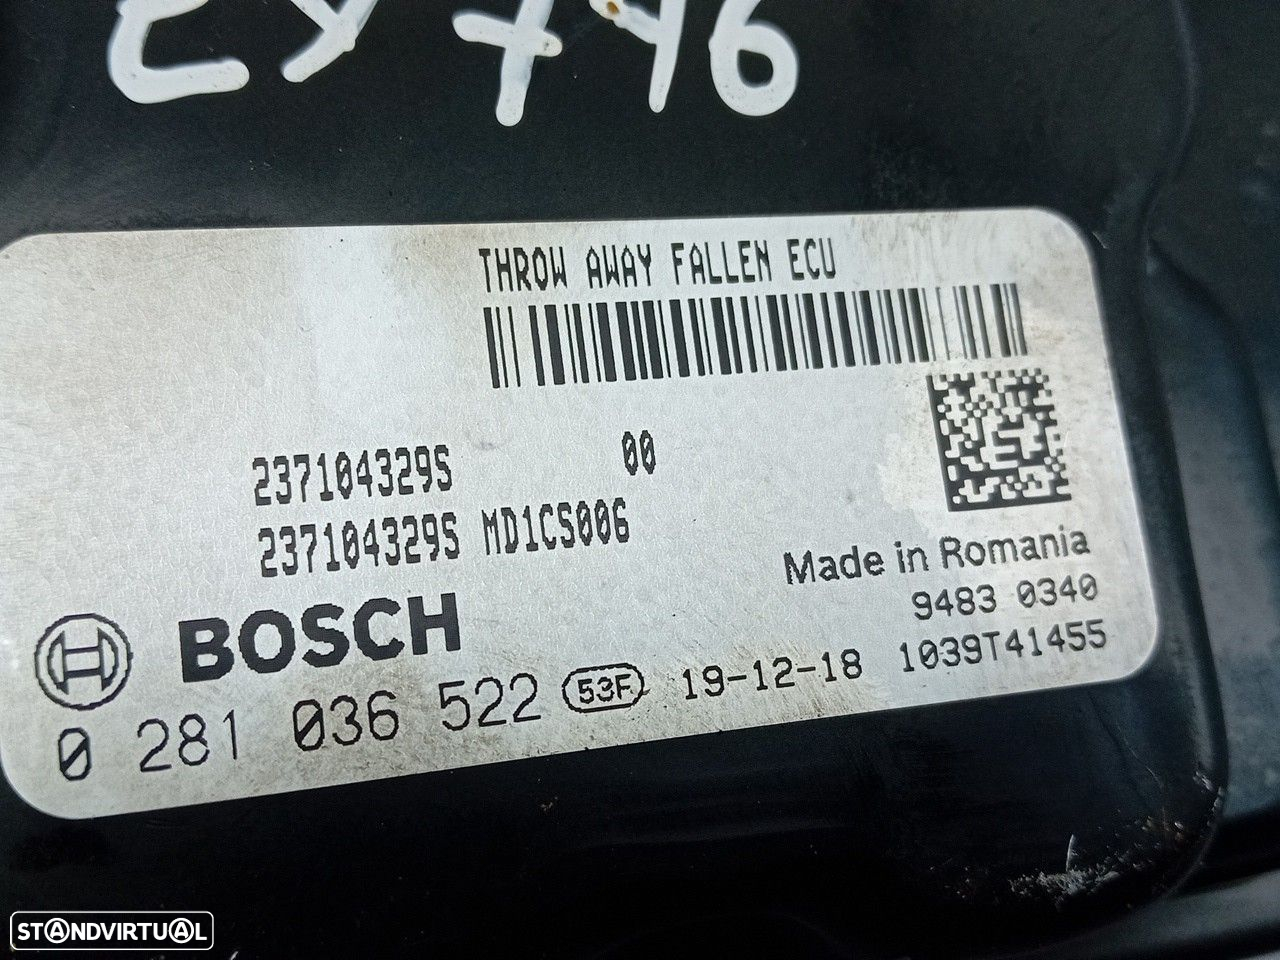 THROW AWAY FALLEN ECU
237104329S 00
237104329S MD1CS006
Made in Romania
9483 0340
BOSCH
0 281 036 522 53F 19-12-18 1039T41455
STANDVIRTUAL